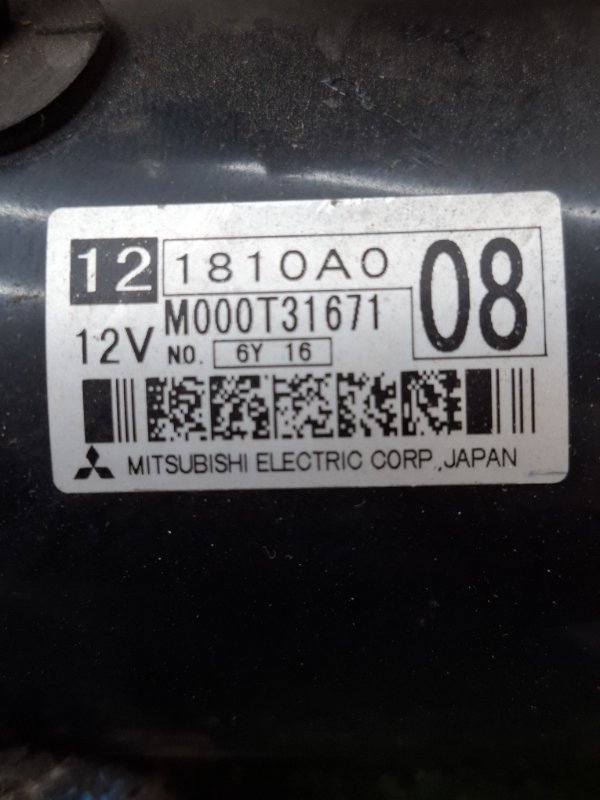 12 1810A0 08
12V M000T31671
NO. 6Y 16
MITSUBISHI ELECTRIC CORP., JAPAN